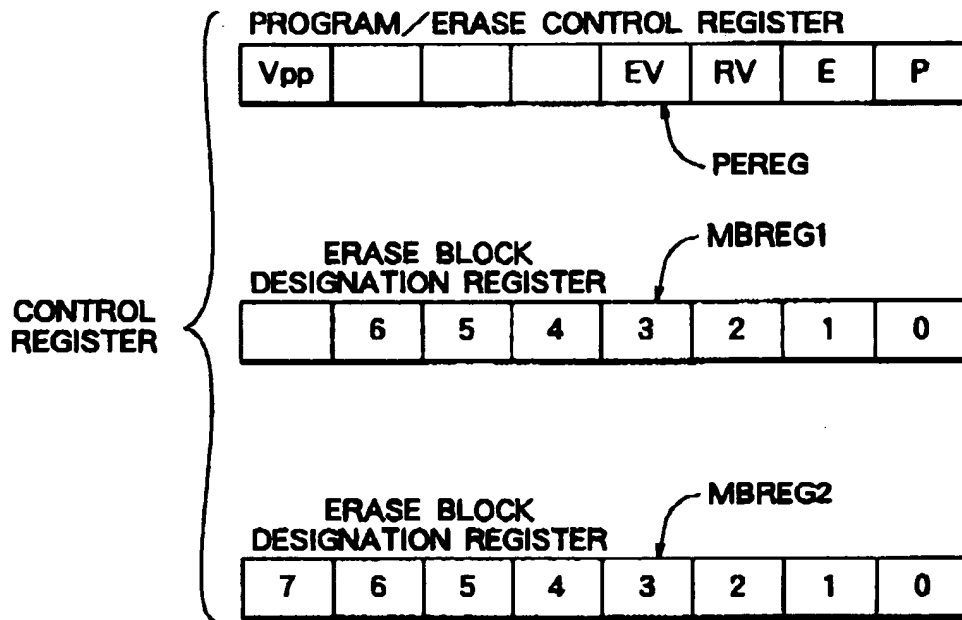 PROGRAM/ERASE CONTROL REGISTER
Vpp EV RV E P
PEREG
MBREG1
ERASE BLOCK
DESIGNATION REGISTER
6 5 4 3 2 1 0
CONTROL
REGISTER
MBREG2
ERASE BLOCK
DESIGNATION REGISTER
7 6 5 4 3 2 1 0